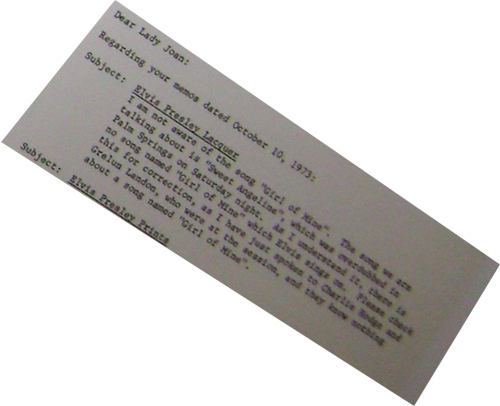 Dear Lady Joan:
Regarding your memos dated October 10, 1973:
Subject: Elvis Presley Lacquer
I am not aware of the song "Girl of Mine". The song we are
talking about is "Sweet Angeline", which was overdubbed in
Palm Springs on Saturday night. As I understand it, there is
no song named "Girl of Mine" which Elvis sings on. Please check
this for correction, as I have just spoken to Charlie Hodge and
Grelun Landon, who were at the session, and they know nothing
about a song named "Girl of Mine".
Subject: Elvis Presley Prints